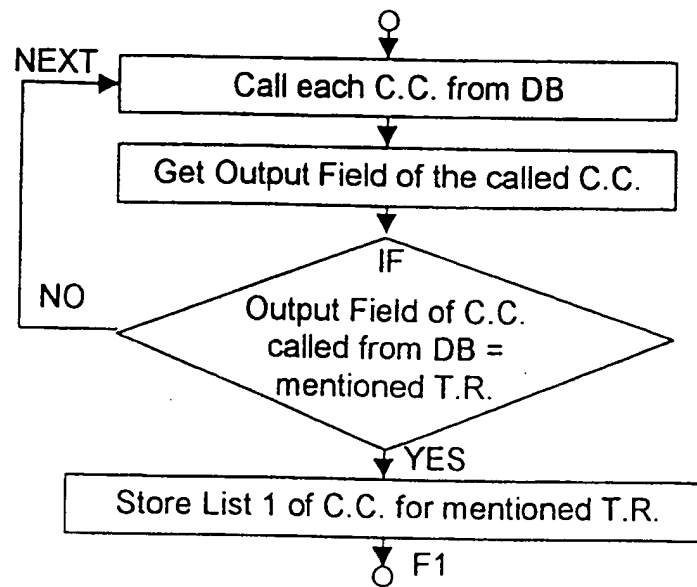 NEXT
Call each C.C. from DB
Get Output Field of the called C.C.
IF
NO
Output Field of C.C.
called from DB =
mentioned T.R.
YES
Store List 1 of C.C. for mentioned T.R.
F1